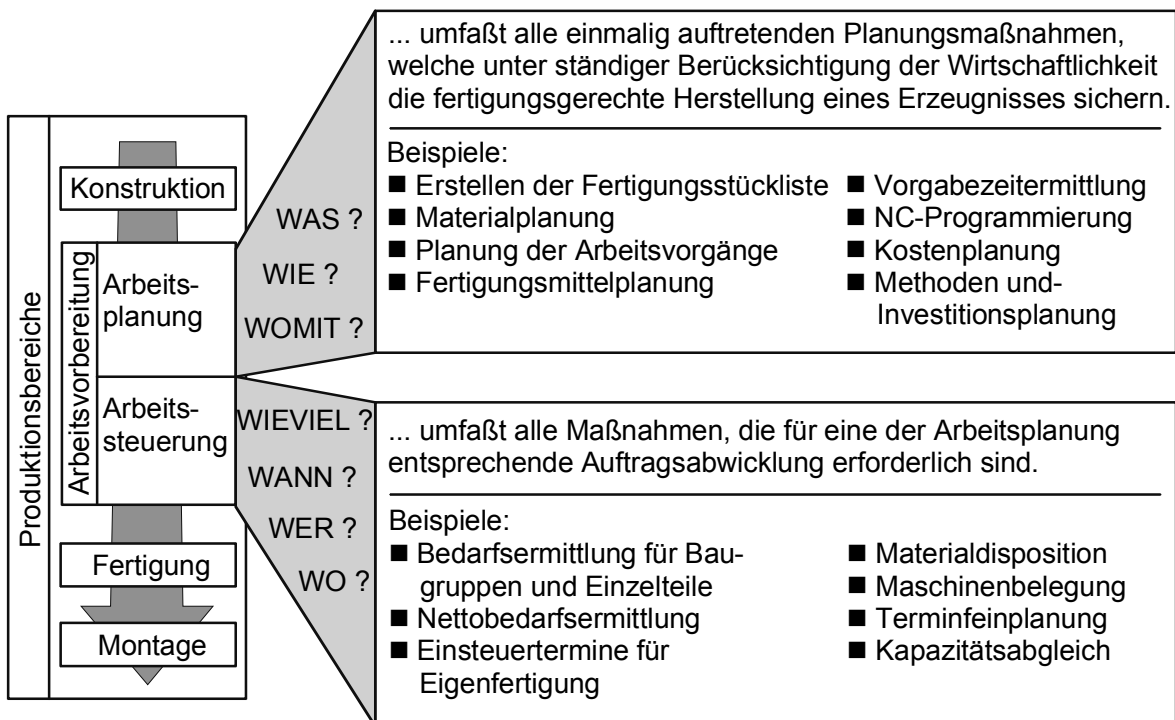 Produktionsbereiche
Konstruktion
Arbeitsvorbereitung
Arbeits-
planung
Arbeits-
steuerung
Fertigung
Montage
WAS ?
WIE ?
WOMIT ?
WIEVIEL ?
WANN ?
WER ?
WO ?
... umfaßt alle einmalig auftretenden Planungsmaßnahmen,
welche unter ständiger Berücksichtigung der Wirtschaftlichkeit
die fertigungsgerechte Herstellung eines Erzeugnisses sichern.
Beispiele:
■ Erstellen der Fertigungsstückliste
■ Materialplanung
■ Planung der Arbeitsvorgänge
■ Fertigungsmittelplanung
■ Vorgabezeitermittlung
■ NC-Programmierung
■ Kostenplanung
■ Methoden und-
Investitionsplanung
... umfaßt alle Maßnahmen, die für eine der Arbeitsplanung
entsprechende Auftragsabwicklung erforderlich sind.
Beispiele:
■ Bedarfsermittlung für Bau-
gruppen und Einzelteile
■ Nettobedarfsermittlung
■ Einsteuertermine für
Eigenfertigung
■ Materialdisposition
■ Maschinenbelegung
■ Terminfeinplanung
■ Kapazitätsabgleich